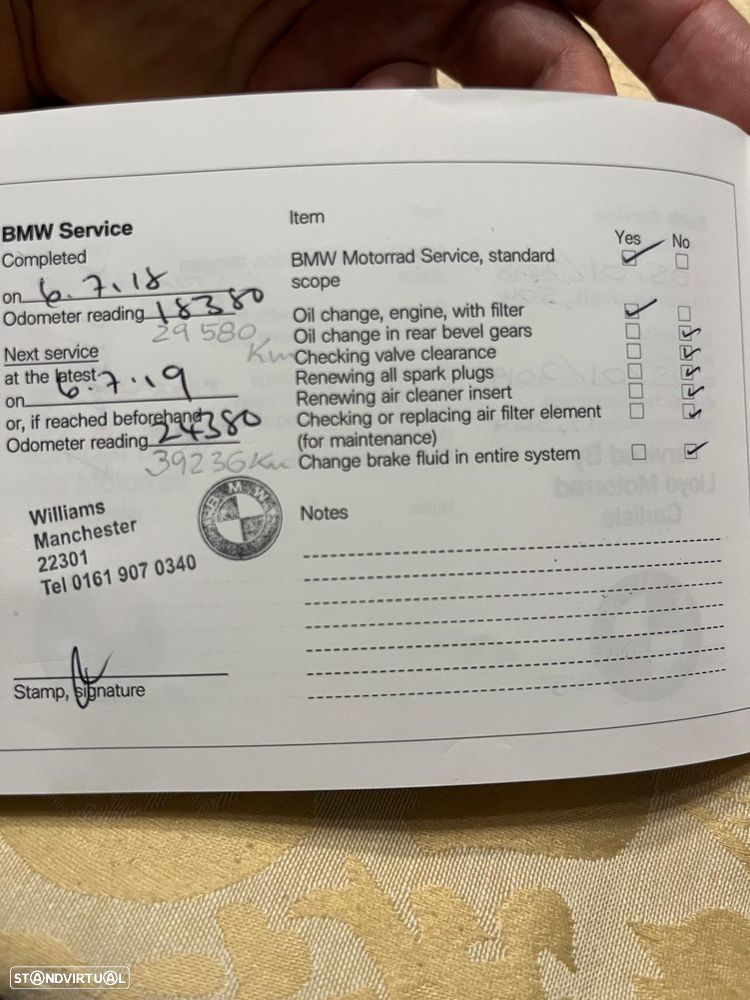 BMW Service
Completed
on 6.7.18
Odometer reading 18380
29580 Km
Next service
at the latest
on 6.7.19
or, if reached beforehand
Odometer reading 24380
39236 Km
Williams
Manchester
22301
Tel 0161 907 0340
BMW
Stamp, signature
Item
Yes No
BMW Motorrad Service, standard
scope
Oil change, engine, with filter
Oil change in rear bevel gears
Checking valve clearance
Renewing all spark plugs
Renewing air cleaner insert
Checking or replacing air filter element
(for maintenance)
Change brake fluid in entire system
Notes
STANDVIRTUAL